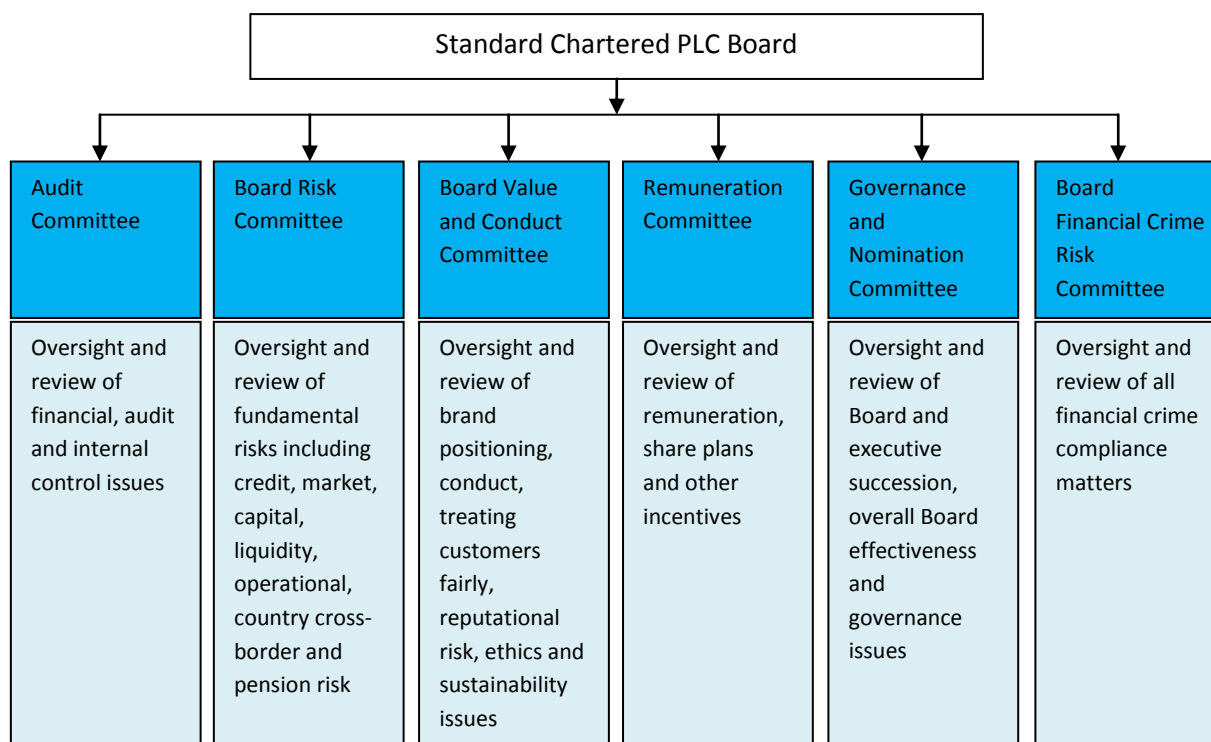 Standard Chartered PLC Board
Audit
Committee
Oversight and
review of
financial, audit
and internal
control issues
Board Risk
Committee
Oversight and
review of
fundamental
risks including
credit, market,
capital,
liquidity,
operational,
country cross-
border and
pension risk
Board Value
and Conduct
Committee
Oversight and
review of
brand
positioning,
conduct,
treating
customers
fairly,
reputational
risk, ethics and
sustainability
issues
Remuneration
Committee
Oversight and
review of
remuneration,
share plans
and other
incentives
Governance
and
Nomination
Committee
Oversight and
review of
Board and
executive
succession,
overall Board
effectiveness
and
governance
issues
Board
Financial Crime
Risk
Committee
Oversight and
review of all
financial crime
compliance
matters